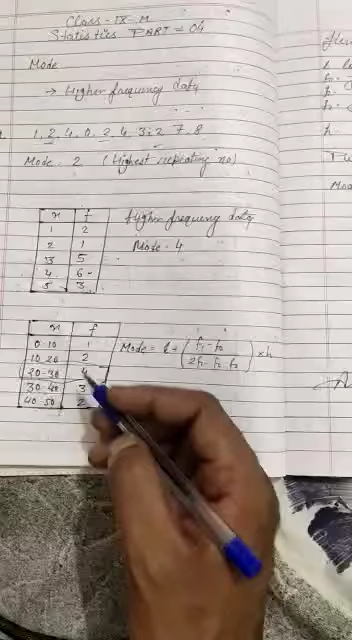 Class-IX-M
Statistics PART-04
Mode
→ Higher frequency data
1, 2, 4, 0, 2, 4, 3, 2 7, 8
Mode - 2 (Highest repeating no)
x f
1 2
2 1
3 5
4 6
5 3
Higher frequency data
Mode - 4
x f
0-10 1
10-20 2
20-30 4
30-40 3
40-50 2
Mode = l + (f1 - f0 / 2f1 - f1 - f2) × h